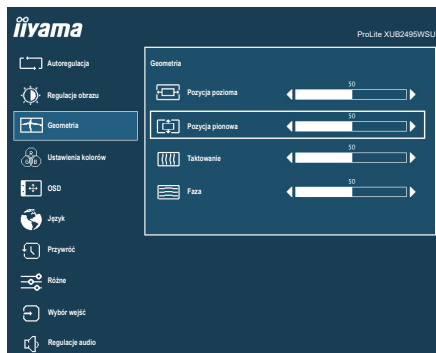 iiyama
ProLite XUB2495WSU
Autoregulacja
Regulacje obrazu
Geometria
Ustawienia kolorów
OSD
Język
Przywróć
Różne
Wybór wejść
Regulacje audio
Geometria
Pozycja pozioma
50
Pozycja pionowa
50
Taktowanie
50
Faza
50